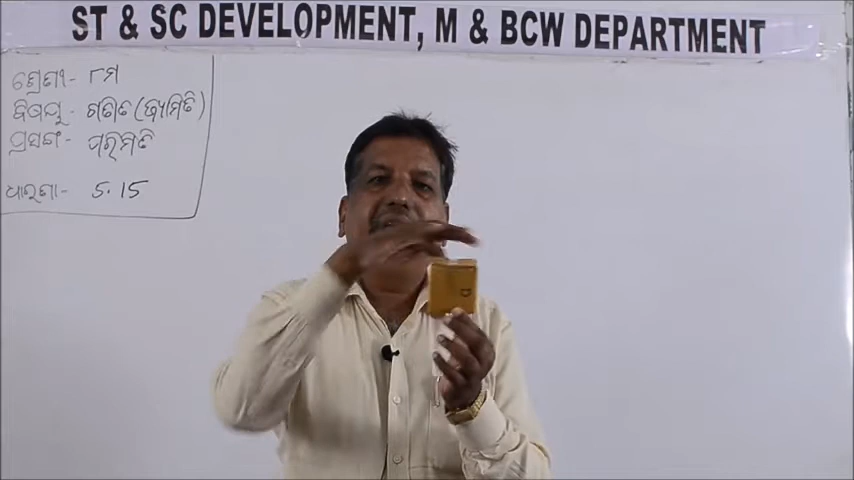 ST & SC DEVELOPMENT, M & BCW DEPARTMENT
ଶ୍ରେଣୀ- ୮ମ
ବିଷୟ- ଗଣିତ (ଜ୍ୟାମିତି)
ପ୍ରସଙ୍ଗ- ପରିମିତି
ଧାରଣା- 5.15